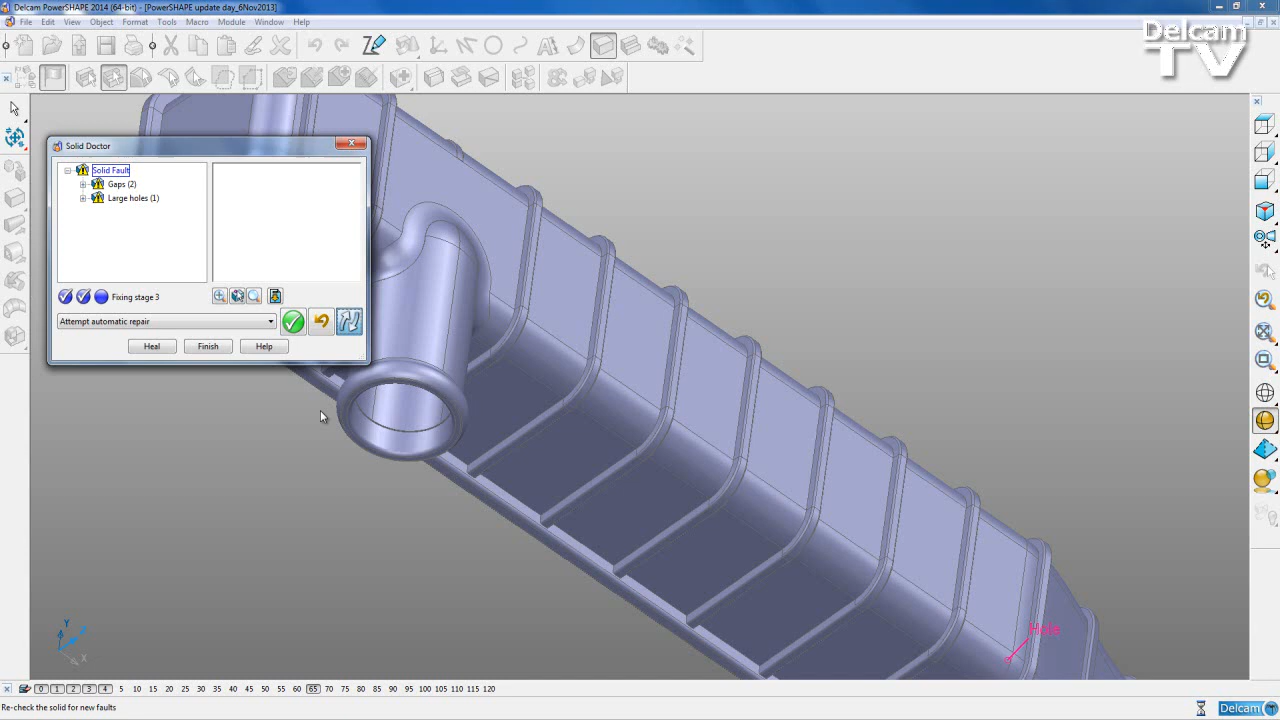 Delcam PowerSHAPE 2014 (64-bit) - [PowerSHAPE update day_6Nov2013]
File Edit View Object Format Tools Macro Module Window Help
Delcam
TV
Solid Doctor
Solid Fault
Gaps (2)
Large holes (1)
Fixing stage 3
Attempt automatic repair
Heal Finish Help
Hole
Y
X
0 1 2 3 4 5 10 15 20 25 30 35 40 45 50 55 60 65 70 75 80 85 90 95 100 105 110 115 120
Re-check the solid for new faults
Delcam